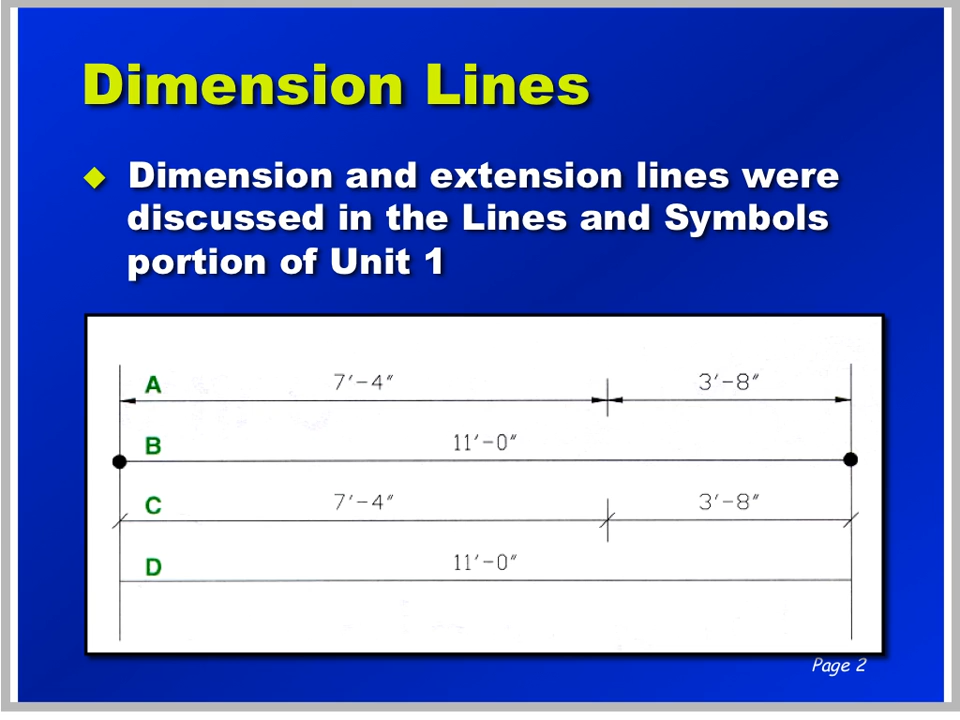 Dimension Lines
Dimension and extension lines were
discussed in the Lines and Symbols
portion of Unit 1
A 7'-4" 3'-8"
B 11'-0"
C 7'-4" 3'-8"
D 11'-0"
Page 2